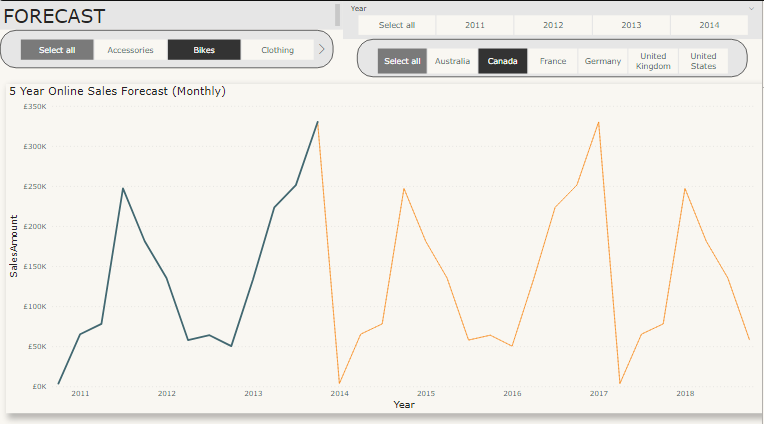 FORECAST
Select all Accessories Bikes Clothing
Year
Select all 2011 2012 2013 2014
Select all Australia Canada France Germany United Kingdom United States
5 Year Online Sales Forecast (Monthly)
£350K
£300K
£250K
£200K
£150K
£100K
£50K
£0K
SalesAmount
2011 2012 2013 2014 2015 2016 2017 2018
Year